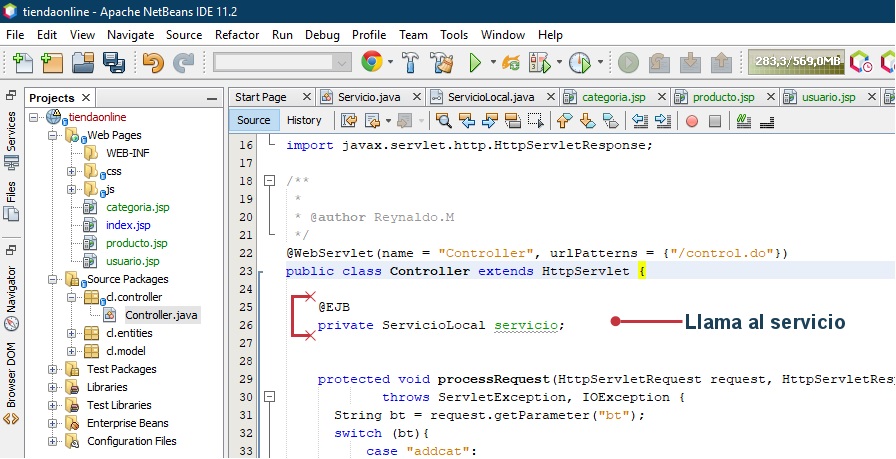 tiendaonline - Apache NetBeans IDE 11.2
File Edit View Navigate Source Refactor Run Debug Profile Team Tools Window Help
283,3/569,0MB
Projects
Start Page Servicio.java ServicioLocal.java categoria.jsp producto.jsp usuario.jsp
Source History
Services
Files
Navigator
Browser DOM
tiendaonline
Web Pages
WEB-INF
css
js
categoria.jsp
index.jsp
producto.jsp
usuario.jsp
Source Packages
cl.controller
Controller.java
cl.entities
cl.model
Test Packages
Libraries
Test Libraries
Enterprise Beans
Configuration Files
16 import javax.servlet.http.HttpServletResponse;
17
18 /**
19 *
20 * @author Reynaldo.M
21 */
22 @WebServlet(name = "Controller", urlPatterns = {"/control.do"})
23 public class Controller extends HttpServlet {
24
25 @EJB
26 private ServicioLocal servicio; Llama al servicio
27
28
29 protected void processRequest(HttpServletRequest request, HttpServletResp
30 throws ServletException, IOException {
31 String bt = request.getParameter("bt");
32 switch (bt){
33 case "addcat":